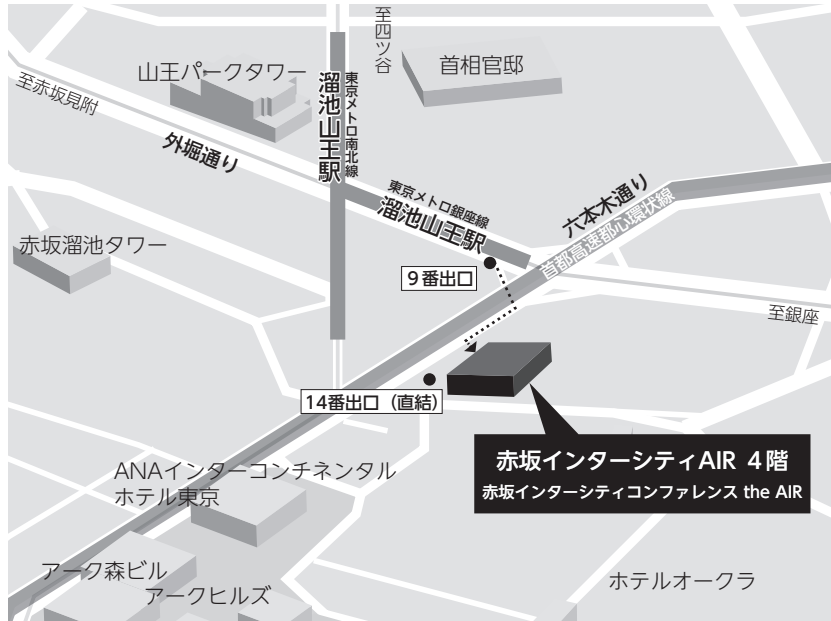 至四ツ谷
山王パークタワー
首相官邸
至赤坂見附
外堀通り
東京メトロ南北線
溜池山王駅
東京メトロ銀座線
溜池山王駅
六本木通り
首都高速都心環状線
赤坂溜池タワー
9番出口
至銀座
14番出口（直結）
赤坂インターシティAIR 4階
赤坂インターシティコンファレンス the AIR
ANAインターコンチネンタル
ホテル東京
アーク森ビル
アークヒルズ
ホテルオークラ